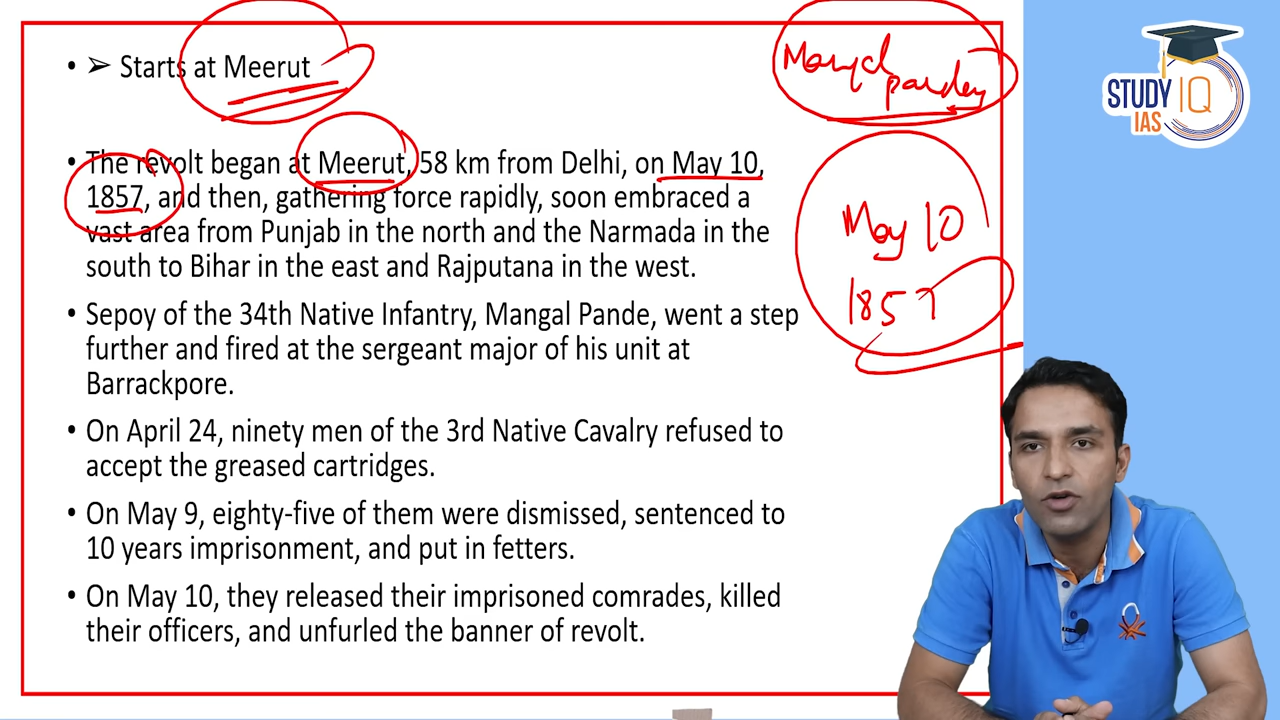 • ➢ Starts at Meerut
Mangal pandey
• The revolt began at Meerut, 58 km from Delhi, on May 10,
1857, and then, gathering force rapidly, soon embraced a
vast area from Punjab in the north and the Narmada in the
south to Bihar in the east and Rajputana in the west.
May 10
1857
• Sepoy of the 34th Native Infantry, Mangal Pande, went a step
further and fired at the sergeant major of his unit at
Barrackpore.
• On April 24, ninety men of the 3rd Native Cavalry refused to
accept the greased cartridges.
• On May 9, eighty-five of them were dismissed, sentenced to
10 years imprisonment, and put in fetters.
• On May 10, they released their imprisoned comrades, killed
their officers, and unfurled the banner of revolt.
STUDY IQ
IAS